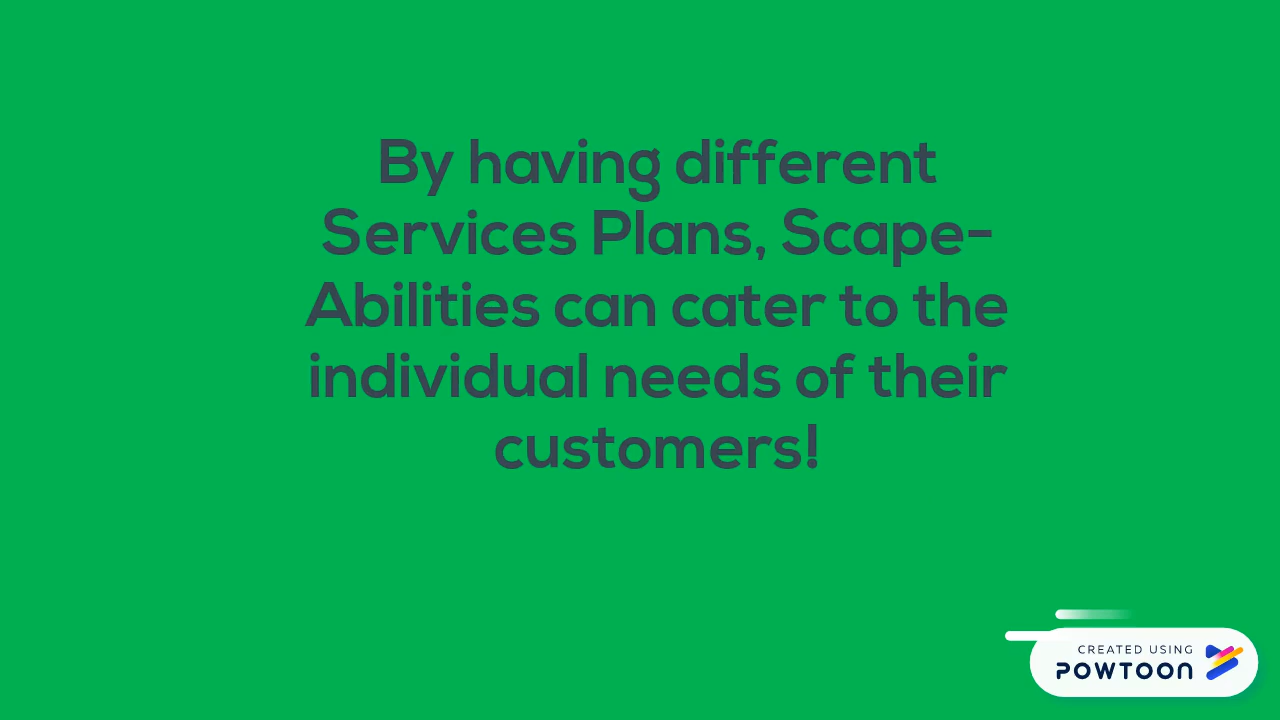 By having different
Services Plans, Scape-
Abilities can cater to the
individual needs of their
customers!
CREATED USING
POWTOON